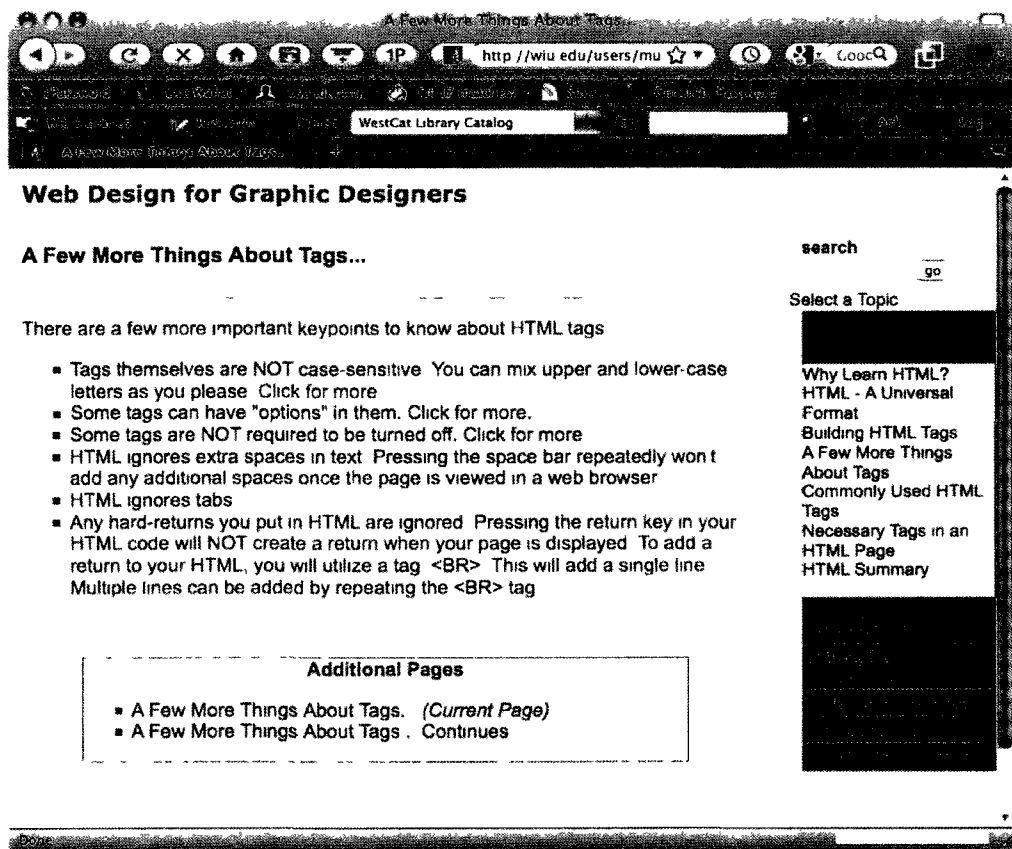 A Few More Things About Tags...
1P http //wiu edu/users/mu
WestCat Library Catalog
A Few More Things About Tags...
Web Design for Graphic Designers
A Few More Things About Tags...
There are a few more important keypoints to know about HTML tags
▪ Tags themselves are NOT case-sensitive You can mix upper and lower-case
letters as you please Click for more
▪ Some tags can have "options" in them. Click for more.
▪ Some tags are NOT required to be turned off. Click for more
▪ HTML ignores extra spaces in text Pressing the space bar repeatedly won t
add any additional spaces once the page is viewed in a web browser
▪ HTML ignores tabs
▪ Any hard-returns you put in HTML are ignored Pressing the return key in your
HTML code will NOT create a return when your page is displayed To add a
return to your HTML, you will utilize a tag <BR> This will add a single line
Multiple lines can be added by repeating the <BR> tag
Additional Pages
▪ A Few More Things About Tags. (Current Page)
▪ A Few More Things About Tags . Continues
search
go
Select a Topic
Why Learn HTML?
HTML - A Universal
Format
Building HTML Tags
A Few More Things
About Tags
Commonly Used HTML
Tags
Necessary Tags in an
HTML Page
HTML Summary
Done